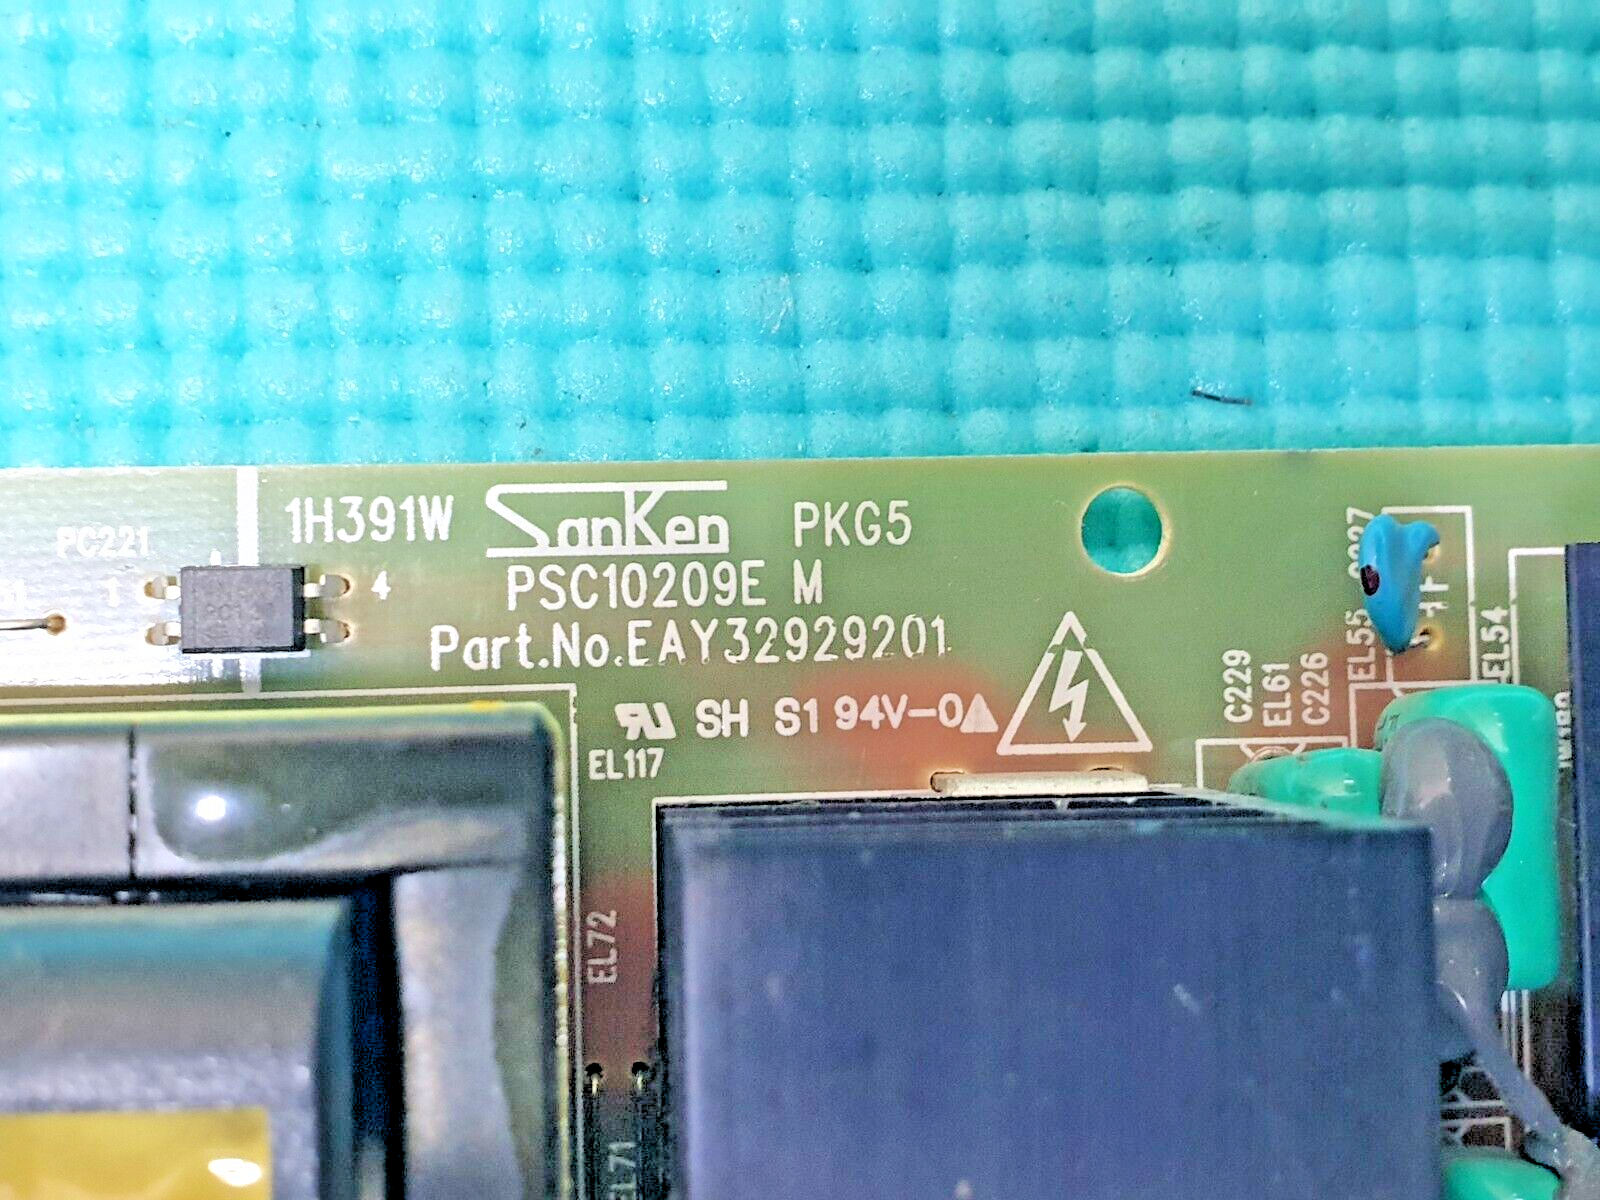 1H391W SanKen PKG5
PSC10209E M
Part.No.EAY32929201
SH S1 94V-0
EL117
PC221
1
4
C229
EL61
C226
EL55
EL54
EL72
EL71